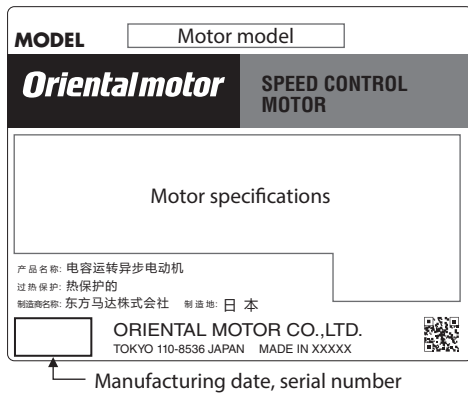 MODEL Motor model
Orientalmotor SPEED CONTROL
MOTOR
Motor specifications
产品名称: 电容运转异步电动机
过热保护: 热保护的
制造商名称: 东方马达株式会社 制造地: 日 本
ORIENTAL MOTOR CO.,LTD.
TOKYO 110-8536 JAPAN MADE IN XXXXX
Manufacturing date, serial number